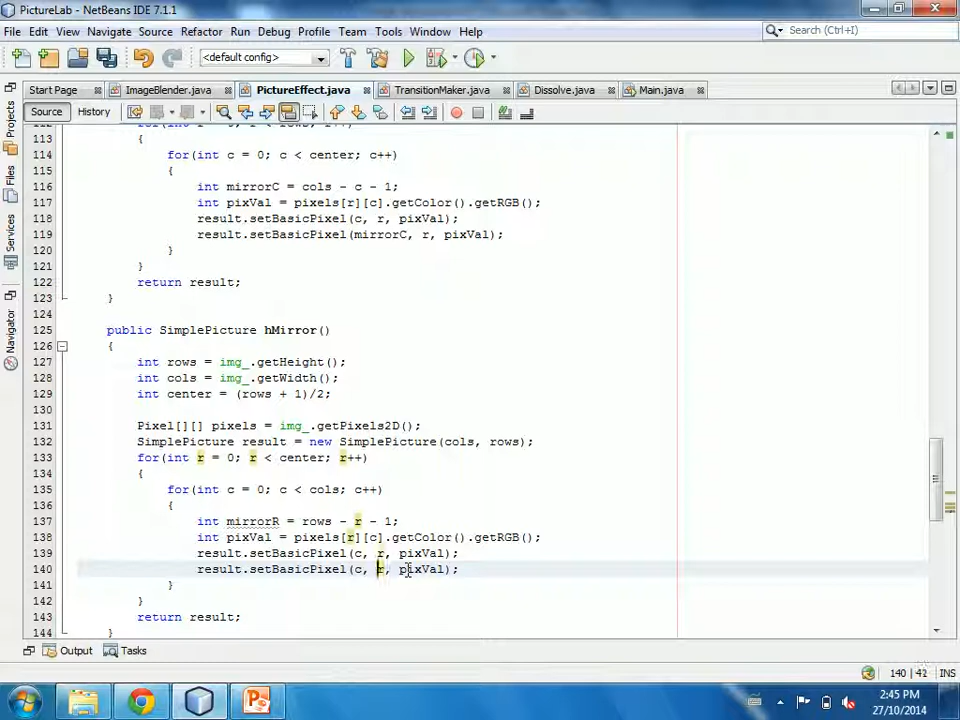 PictureLab - NetBeans IDE 7.1.1
File Edit View Navigate Source Refactor Run Debug Profile Team Tools Window Help
Search (Ctrl+I)
<default config>
Start Page ImageBlender.java PictureEffect.java TransitionMaker.java Dissolve.java Main.java
Source History
Projects
Files
Services
Navigator
113 {
114 for(int c = 0; c < center; c++)
115 {
116 int mirrorC = cols - c - 1;
117 int pixVal = pixels[r][c].getColor().getRGB();
118 result.setBasicPixel(c, r, pixVal);
119 result.setBasicPixel(mirrorC, r, pixVal);
120 }
121 }
122 return result;
123 }
124
125 public SimplePicture hMirror()
126 {
127 int rows = img_.getHeight();
128 int cols = img_.getWidth();
129 int center = (rows + 1)/2;
130
131 Pixel[][] pixels = img_.getPixels2D();
132 SimplePicture result = new SimplePicture(cols, rows);
133 for(int r = 0; r < center; r++)
134 {
135 for(int c = 0; c < cols; c++)
136 {
137 int mirrorR = rows - r - 1;
138 int pixVal = pixels[r][c].getColor().getRGB();
139 result.setBasicPixel(c, r, pixVal);
140 result.setBasicPixel(c, r, pixVal);
141 }
142 }
143 return result;
144 }
Output Tasks
140 | 42 INS
2:45 PM
27/10/2014